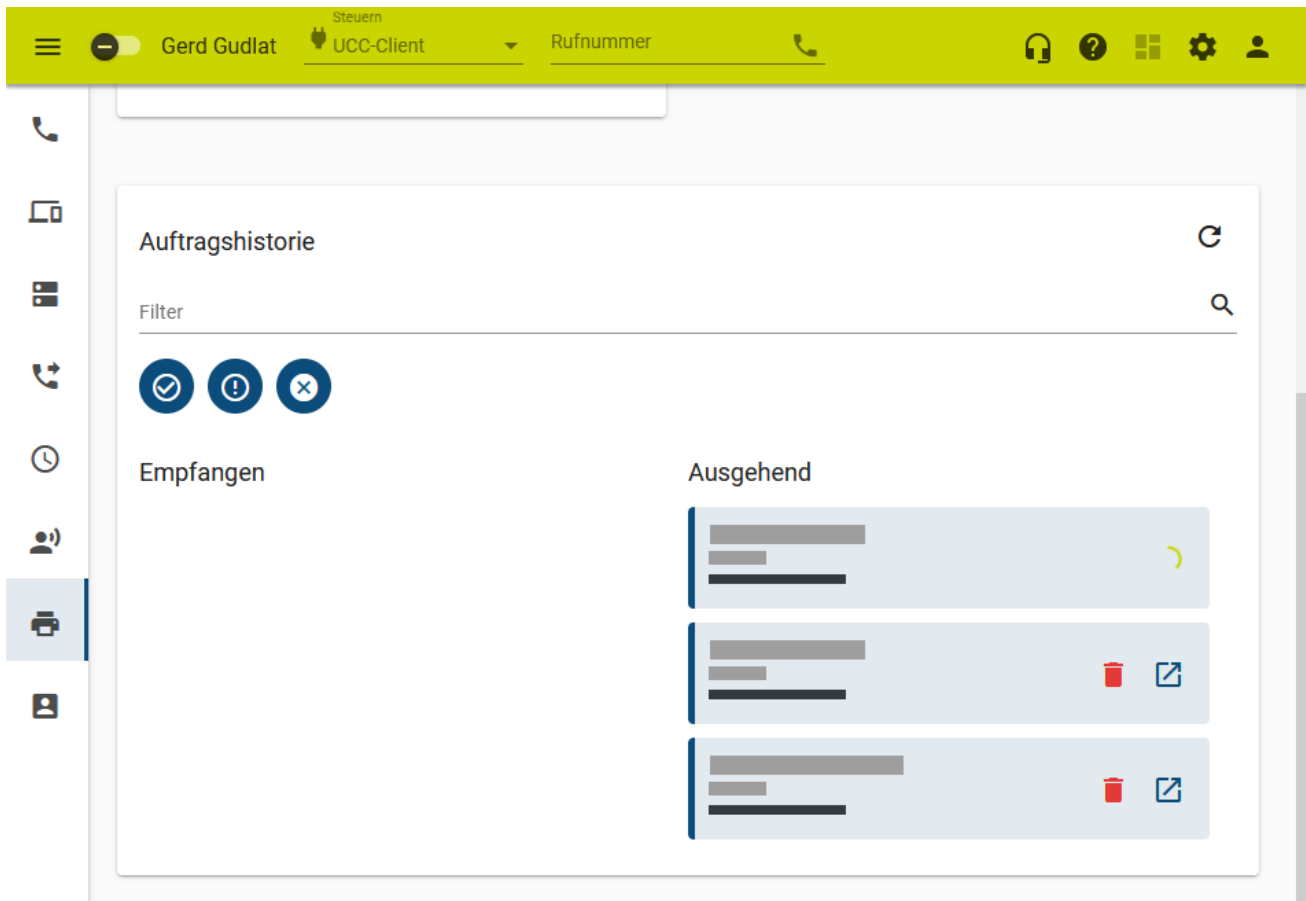 Steuern
Gerd Gudlat
UCC-Client
Rufnummer
Auftragshistorie
Filter
Empfangen
Ausgehend